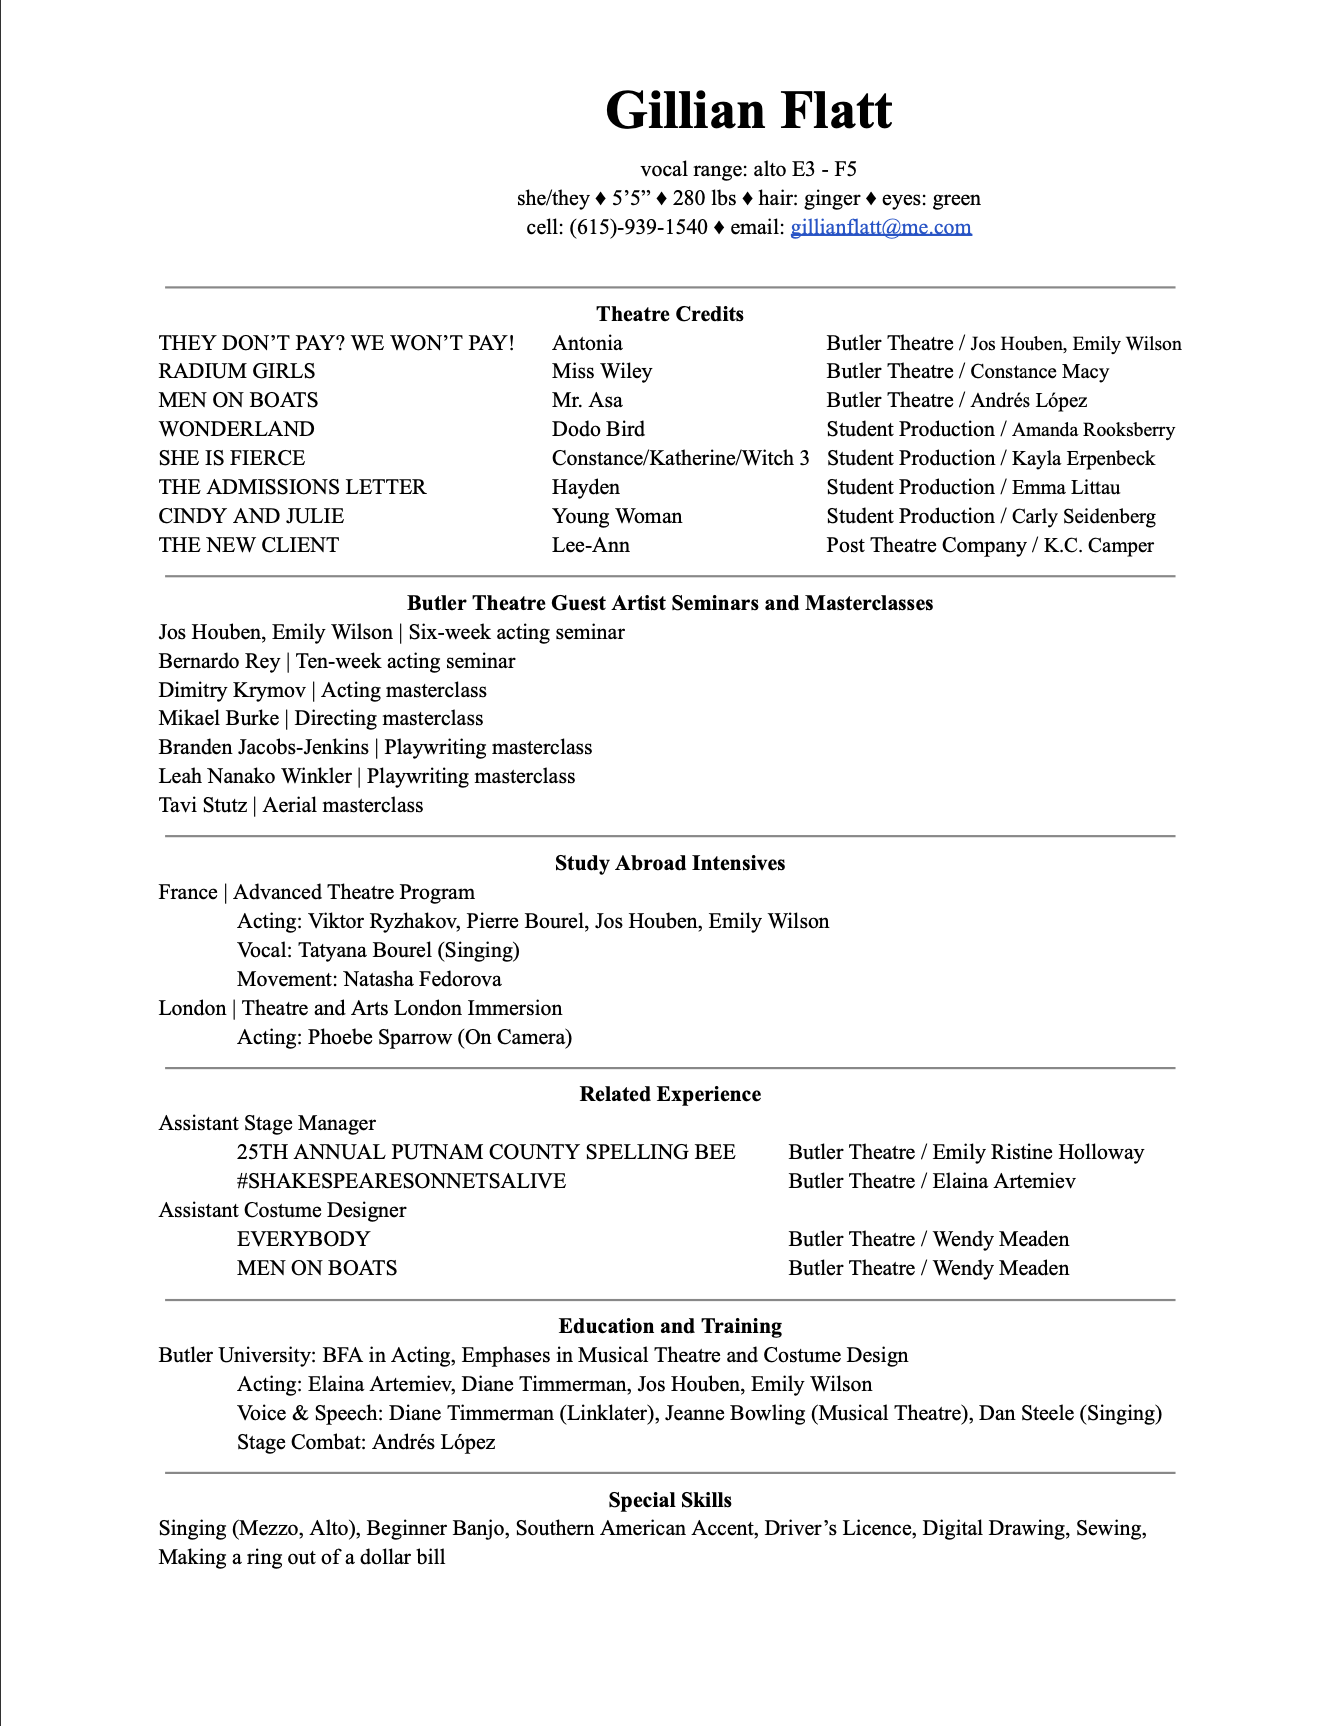 Gillian Flatt
vocal range: alto E3 - F5
she/they ♦ 5’5” ♦ 280 lbs ♦ hair: ginger ♦ eyes: green
cell: (615)-939-1540 ♦ email: gillianflatt@me.com
Theatre Credits
THEY DON’T PAY? WE WON’T PAY! Antonia Butler Theatre / Jos Houben, Emily Wilson
RADIUM GIRLS Miss Wiley Butler Theatre / Constance Macy
MEN ON BOATS Mr. Asa Butler Theatre / Andrés López
WONDERLAND Dodo Bird Student Production / Amanda Rooksberry
SHE IS FIERCE Constance/Katherine/Witch 3 Student Production / Kayla Erpenbeck
THE ADMISSIONS LETTER Hayden Student Production / Emma Littau
CINDY AND JULIE Young Woman Student Production / Carly Seidenberg
THE NEW CLIENT Lee-Ann Post Theatre Company / K.C. Camper
Butler Theatre Guest Artist Seminars and Masterclasses
Jos Houben, Emily Wilson | Six-week acting seminar
Bernardo Rey | Ten-week acting seminar
Dimitry Krymov | Acting masterclass
Mikael Burke | Directing masterclass
Branden Jacobs-Jenkins | Playwriting masterclass
Leah Nanako Winkler | Playwriting masterclass
Tavi Stutz | Aerial masterclass
Study Abroad Intensives
France | Advanced Theatre Program
Acting: Viktor Ryzhakov, Pierre Bourel, Jos Houben, Emily Wilson
Vocal: Tatyana Bourel (Singing)
Movement: Natasha Fedorova
London | Theatre and Arts London Immersion
Acting: Phoebe Sparrow (On Camera)
Related Experience
Assistant Stage Manager
25TH ANNUAL PUTNAM COUNTY SPELLING BEE Butler Theatre / Emily Ristine Holloway
#SHAKESPEARESONNETSALIVE Butler Theatre / Elaina Artemiev
Assistant Costume Designer
EVERYBODY Butler Theatre / Wendy Meaden
MEN ON BOATS Butler Theatre / Wendy Meaden
Education and Training
Butler University: BFA in Acting, Emphases in Musical Theatre and Costume Design
Acting: Elaina Artemiev, Diane Timmerman, Jos Houben, Emily Wilson
Voice & Speech: Diane Timmerman (Linklater), Jeanne Bowling (Musical Theatre), Dan Steele (Singing)
Stage Combat: Andrés López
Special Skills
Singing (Mezzo, Alto), Beginner Banjo, Southern American Accent, Driver’s Licence, Digital Drawing, Sewing,
Making a ring out of a dollar bill